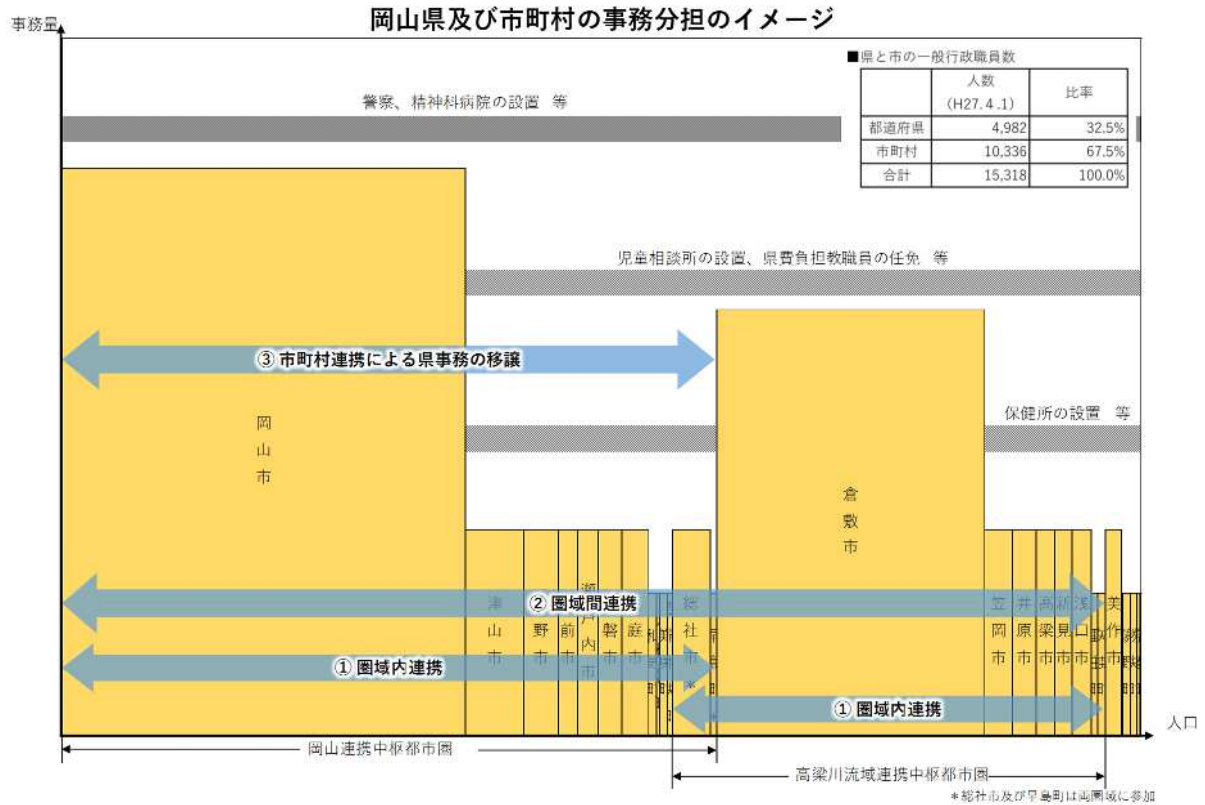 岡山県及び市町村の事務分担のイメージ
事務量
■県と市の一般行政職員数
人数
(H27.4.1)
比率
都道府県 4,982 32.5%
市町村 10,336 67.5%
合計 15,318 100.0%
警察、精神科病院の設置 等
児童相談所の設置、県費負担教職員の任免 等
③ 市町村連携による県事務の移譲
保健所の設置 等
岡山市
倉敷市
② 圏域間連携
津山市
野市
前市
瀬戸内市
磐市
庭市
総社市*
笠岡市
井原市
高梁市
新見市
浅口市
美作市
① 圏域内連携
① 圏域内連携
人口
岡山連携中枢都市圏
高梁川流域連携中枢都市圏
*総社市及び早島町は両圏域に参加